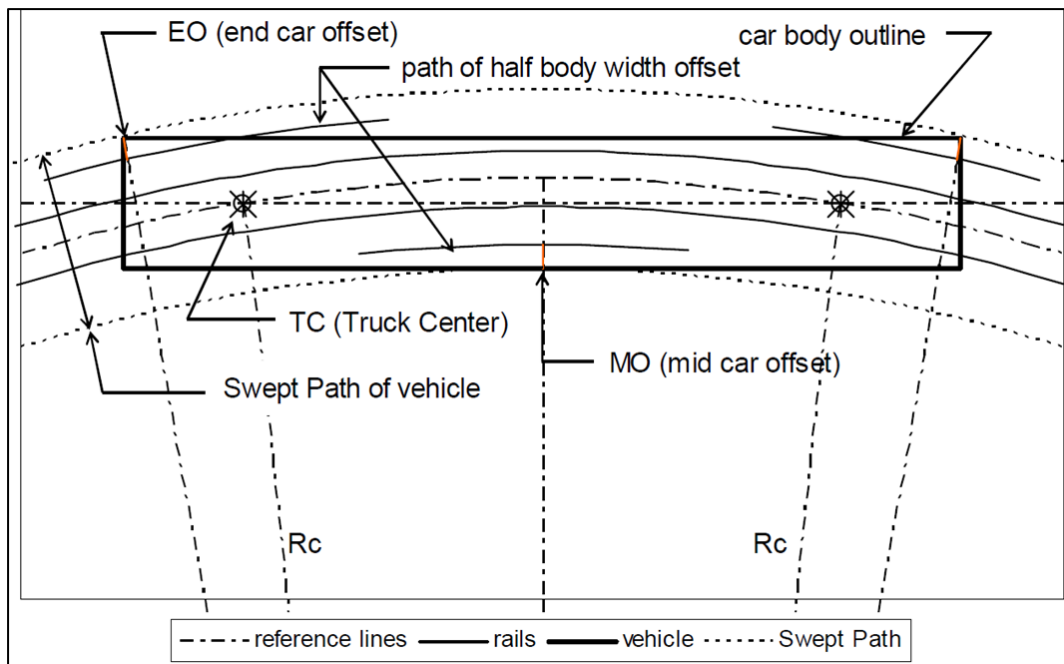 EO (end car offset)
car body outline
path of half body width offset
TC (Truck Center)
MO (mid car offset)
Swept Path of vehicle
Rc
Rc
reference lines
rails
vehicle
Swept Path